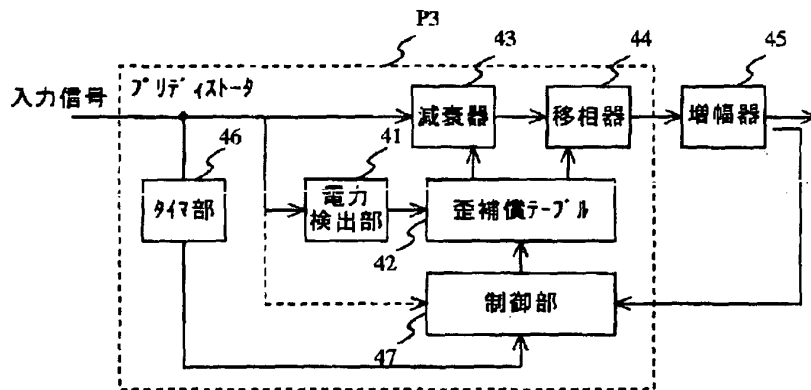 P3
43
44
45
入力信号
プリディストータ
減衰器
移相器
増幅器
46
41
タイマ部
電力
検出部
歪補償テーブル
42
制御部
47